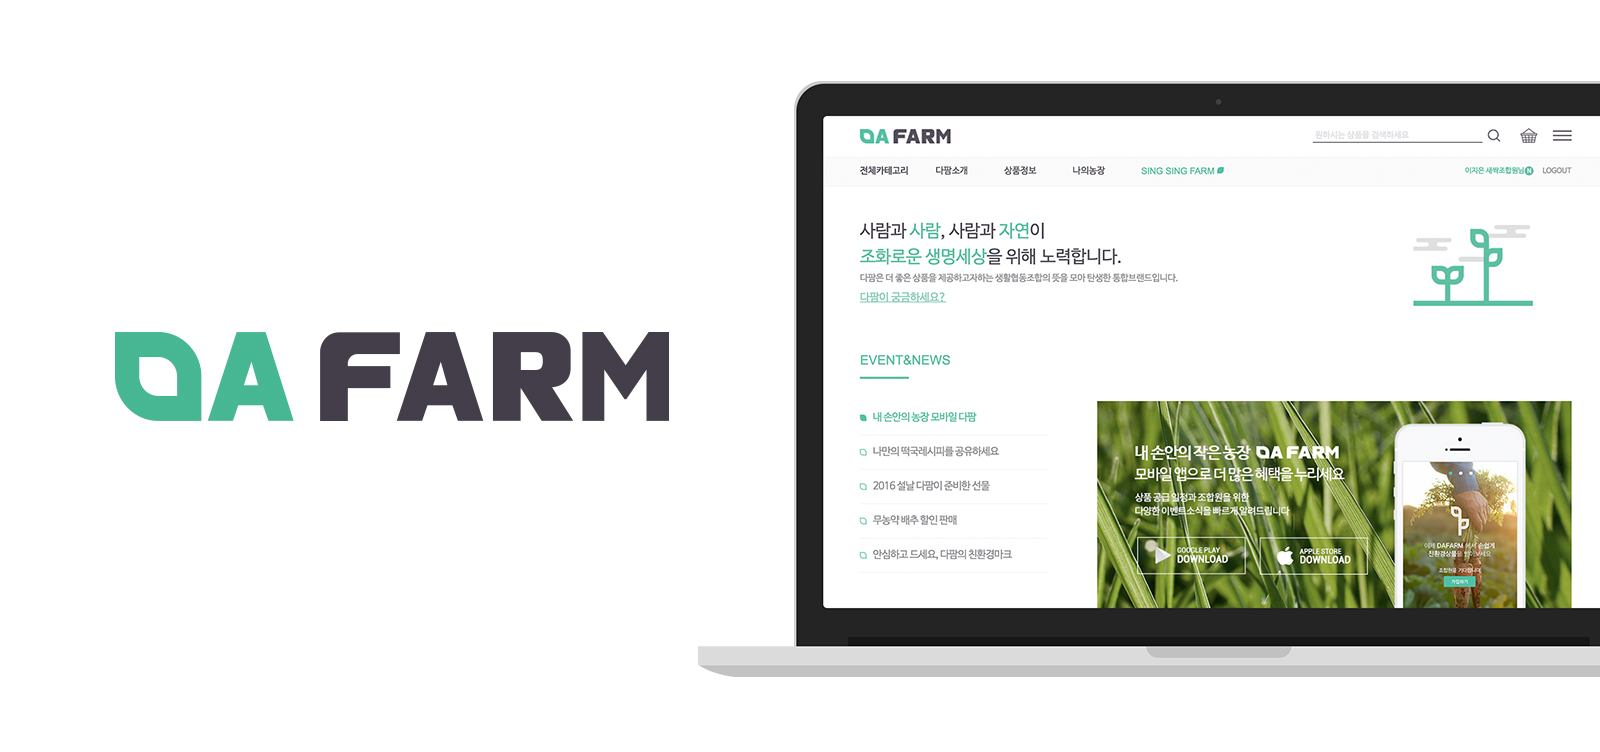 DA FARM
DA FARM
원하시는 상품을 검색하세요
전체카테고리 다팜소개 상품정보 나의농장 SING SING FARM
이지은 새싹조합원님 N LOGOUT
사람과 사람, 사람과 자연이
조화로운 생명세상을 위해 노력합니다.
다팜은 더 좋은 상품을 제공하고자하는 생활협동조합의 뜻을 모아 탄생한 통합브랜드입니다.
다팜이 궁금하세요?
EVENT&NEWS
내 손안의 농장 모바일 다팜
나만의 떡국레시피를 공유하세요
2016 설날 다팜이 준비한 선물
무농약 배추 할인 판매
안심하고 드세요, 다팜의 친환경마크
내 손안의 작은 농장 DA FARM
모바일 앱으로 더 많은 혜택을 누리세요
상품 공급 일정과 조합원을 위한
다양한 이벤트소식을 빠르게 알려드립니다
GOOGLE PLAY
DOWNLOAD
APPLE STORE
DOWNLOAD
이제 DAFARM 에서 손쉽게
친환경상품을 받아보세요
조합원을 기다립니다
가입하기